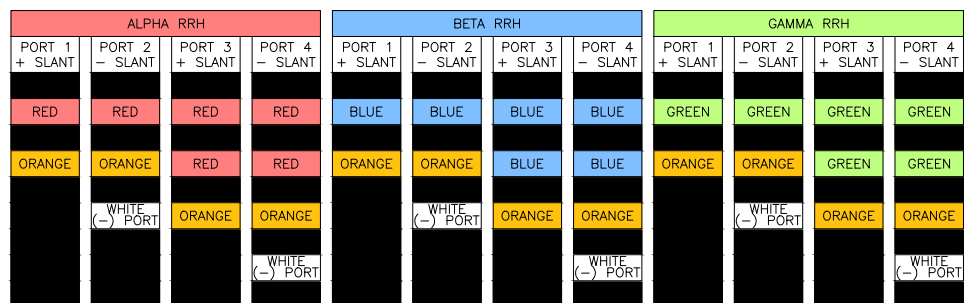 ALPHA RRH BETA RRH GAMMA RRH
PORT 1 PORT 2 PORT 3 PORT 4 PORT 1 PORT 2 PORT 3 PORT 4 PORT 1 PORT 2 PORT 3 PORT 4
+ SLANT – SLANT + SLANT – SLANT + SLANT – SLANT + SLANT – SLANT + SLANT – SLANT + SLANT – SLANT
RED RED RED RED BLUE BLUE BLUE BLUE GREEN GREEN GREEN GREEN
ORANGE ORANGE RED RED ORANGE ORANGE BLUE BLUE ORANGE ORANGE GREEN GREEN
WHITE WHITE WHITE
(–) PORT ORANGE ORANGE (–) PORT ORANGE ORANGE (–) PORT ORANGE ORANGE
WHITE WHITE WHITE
(–) PORT (–) PORT (–) PORT